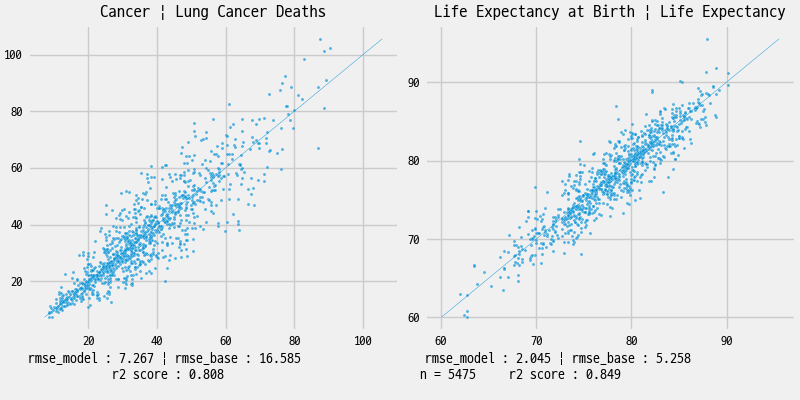 Cancer ¦ Lung Cancer Deaths
100
80
60
40
20
20 40 60 80 100
rmse_model : 7.267 ¦ rmse_base : 16.585
r2 score : 0.808
Life Expectancy at Birth ¦ Life Expectancy
90
80
70
60
60 70 80 90
rmse_model : 2.045 ¦ rmse_base : 5.258
n = 5475 r2 score : 0.849